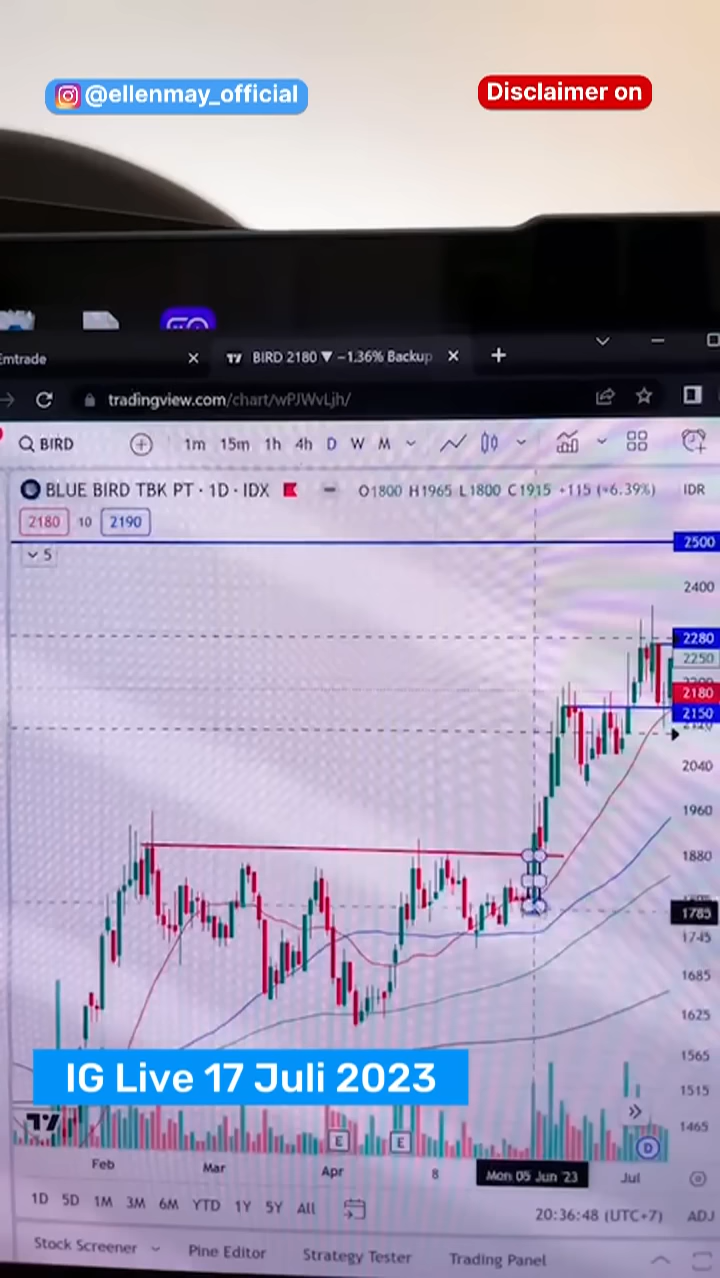 @ellenmay_official
Disclaimer on
Emtrade
BIRD 2180 ▼ −1.36% Backup
tradingview.com/chart/wPJWvLjh/
BIRD 1m 15m 1h 4h D W M
BLUE BIRD TBK PT · 1D · IDX O1800 H1965 L1800 C1915 +115 (+6.39%) IDR
2180 10 2190
5
2500
2400
2280
2250
2180
2150
2040
1960
1880
1785
1745
1685
1625
1565
1515
1465
IG Live 17 Juli 2023
E E D
Feb Mar Apr 8 Mon 05 Jun '23 Jul
1D 5D 1M 3M 6M YTD 1Y 5Y All 20:36:48 (UTC+7) ADJ
Stock Screener Pine Editor Strategy Tester Trading Panel